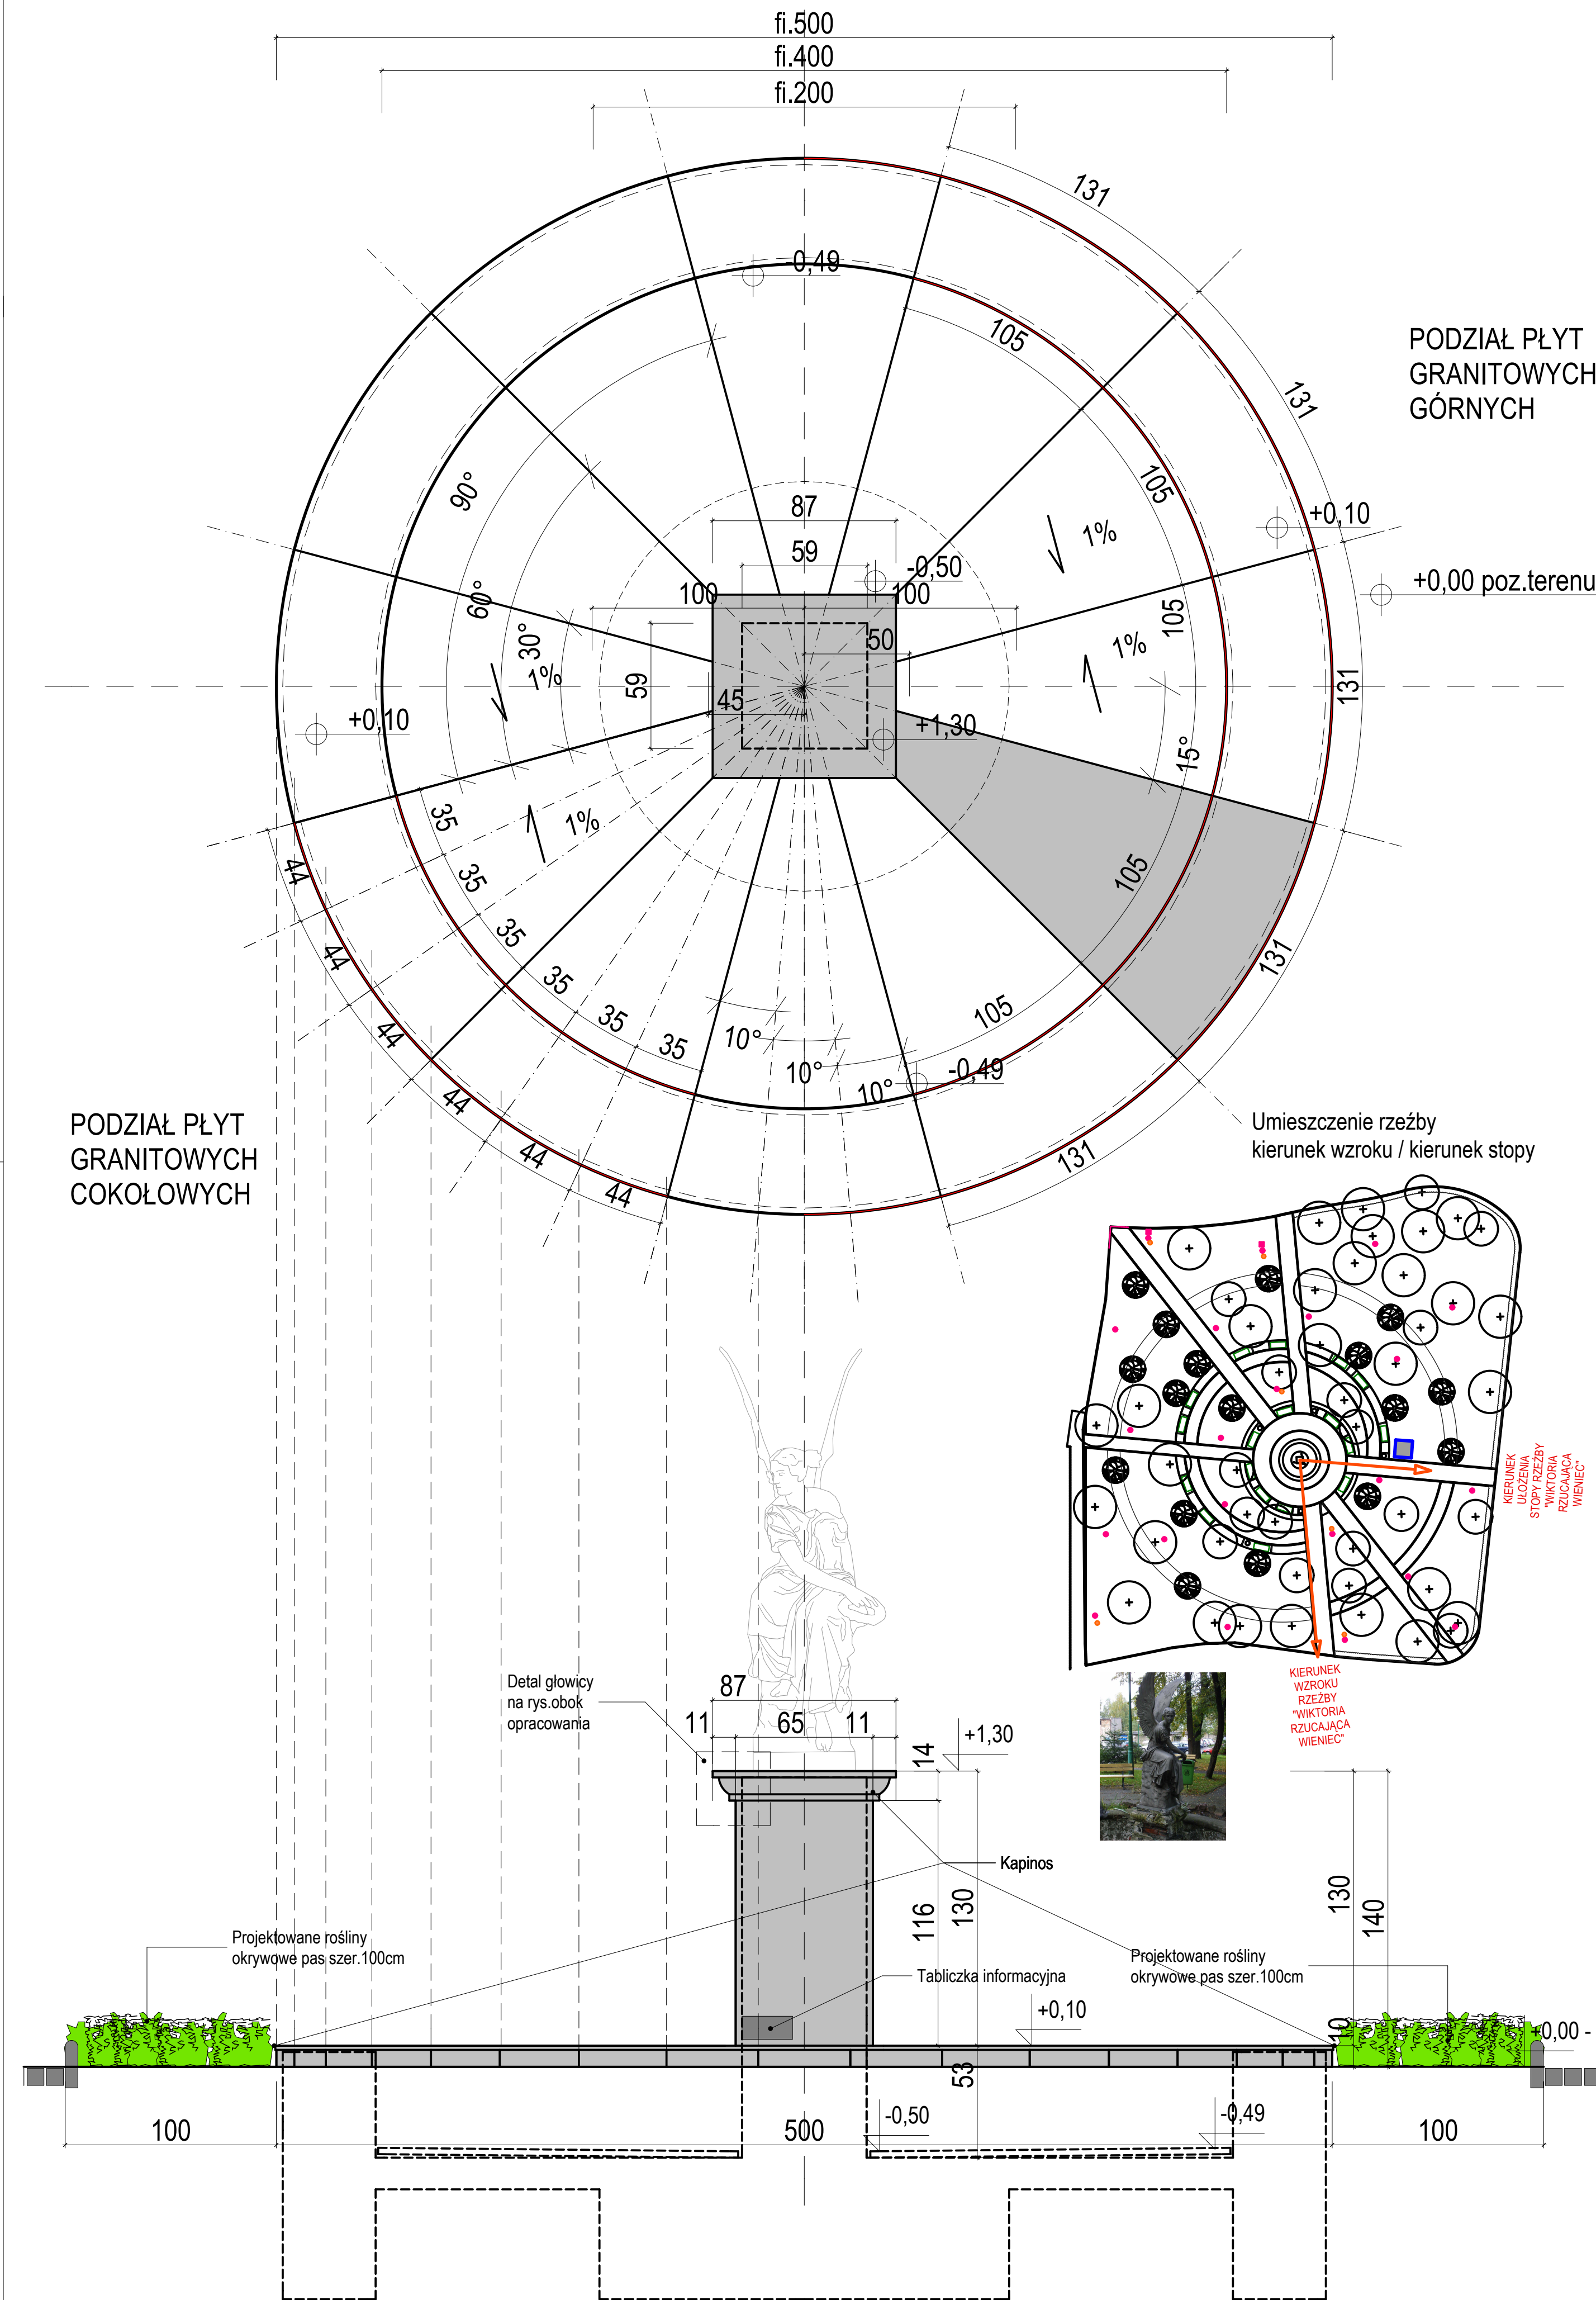 fi.500
fi.400
fi.200
131
-0,49
105
PODZIAŁ PŁYT
GRANITOWYCH
GÓRNYCH
131
90°
105
87
+0,10
1%
59
-0,50
+0,00 poz.terenu
100
100
60°
105
30°
50
1%
1%
59
131
45
+0,10
+1,30
15°
35
1%
44
35
105
35
44
131
35
35
105
44
35
10°
10°
-0,49
10°
44
PODZIAŁ PŁYT
GRANITOWYCH
COKOŁOWYCH
44
131
44
Umieszczenie rzeźby
kierunek wzroku / kierunek stopy
KIERUNEK
UŁOŻENIA
STOPY RZEŹBY
"WIKTORIA
RZUCAJĄCA
WIENIEC"
KIERUNEK
WZROKU
RZEŹBY
"WIKTORIA
RZUCAJĄCA
WIENIEC"
Detal głowicy
na rys.obok
opracowania
87
11
65
11
14
+1,30
Kapinos
116
130
130
140
Projektowane rośliny
okrywowe pas szer.100cm
Projektowane rośliny
okrywowe pas szer.100cm
Tabliczka informacyjna
+0,10
10
+0,00 -
53
-0,50
-0,49
100
500
100